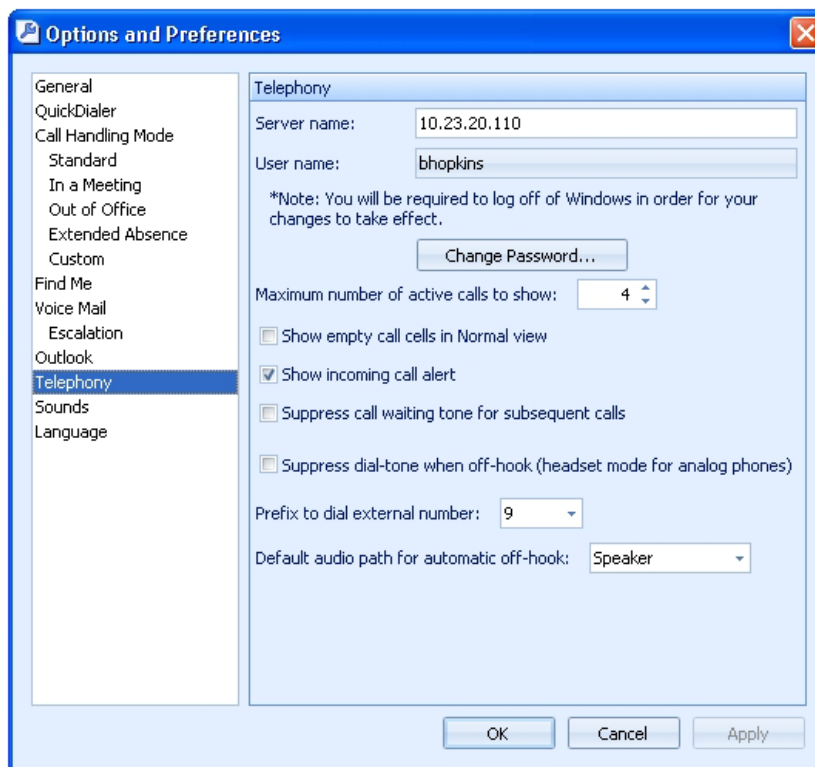 Options and Preferences
General
QuickDialer
Call Handling Mode
Standard
In a Meeting
Out of Office
Extended Absence
Custom
Find Me
Voice Mail
Escalation
Outlook
Telephony
Sounds
Language
Telephony
Server name: 10.23.20.110
User name: bhopkins
*Note: You will be required to log off of Windows in order for your
changes to take effect.
Change Password...
Maximum number of active calls to show: 4
Show empty call cells in Normal view
Show incoming call alert
Suppress call waiting tone for subsequent calls
Suppress dial-tone when off-hook (headset mode for analog phones)
Prefix to dial external number: 9
Default audio path for automatic off-hook: Speaker
OK Cancel Apply